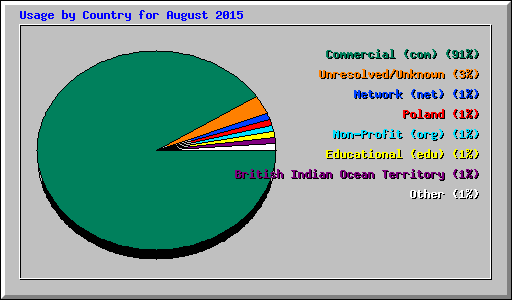 Usage by Country for August 2015
Commercial (com) (91%)
Unresolved/Unknown (3%)
Network (net) (1%)
Poland (1%)
Non-Profit (org) (1%)
Educational (edu) (1%)
British Indian Ocean Territory (1%)
Other (1%)